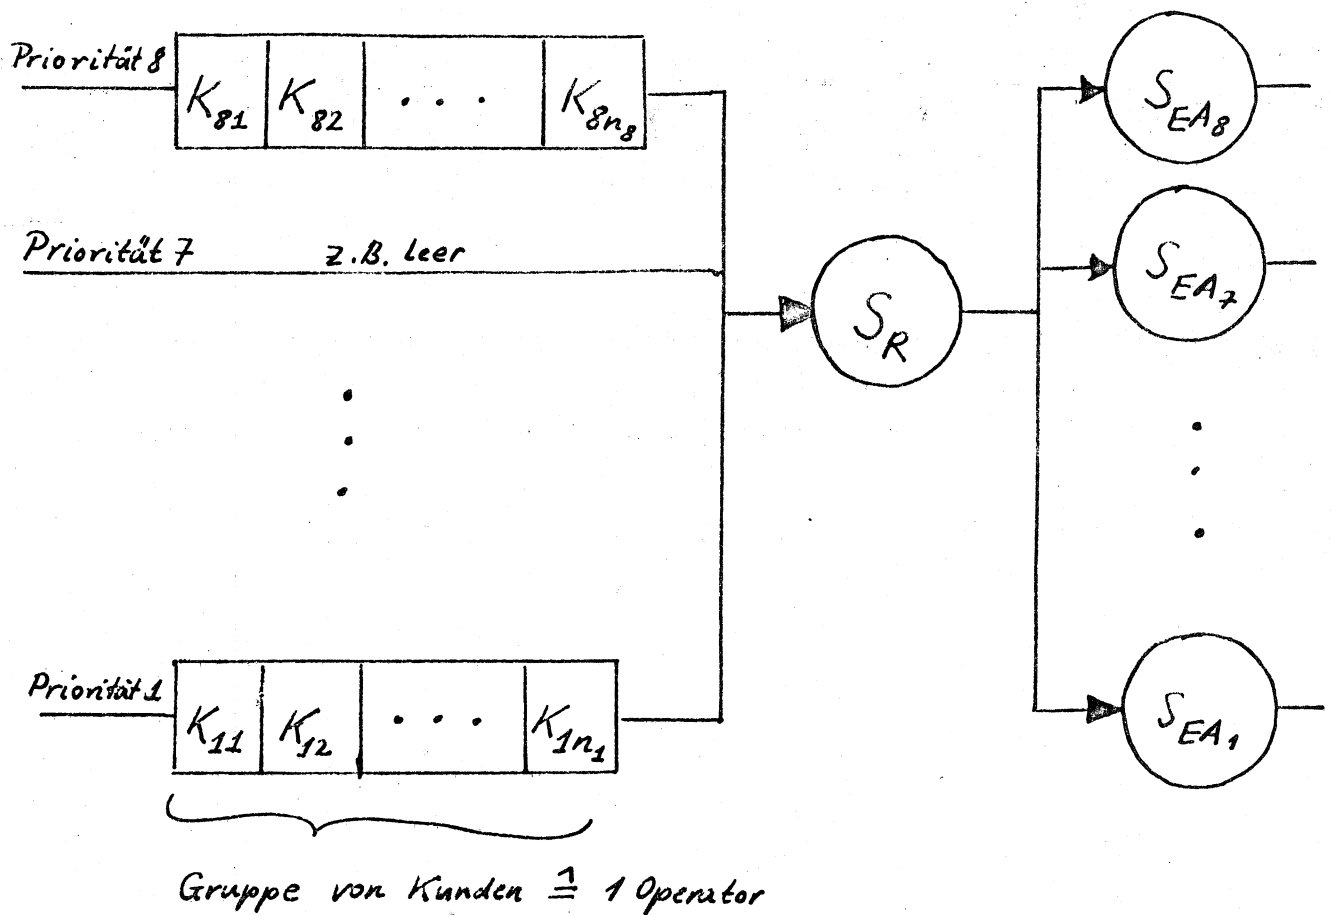 Priorität 8
K81 K82 . . . K8n8
SEA8
Priorität 7 z.B. leer
SEA7
SR
Priorität 1
K11 K12 . . . K1n1
SEA1
Gruppe von Kunden ≙ 1 Operator